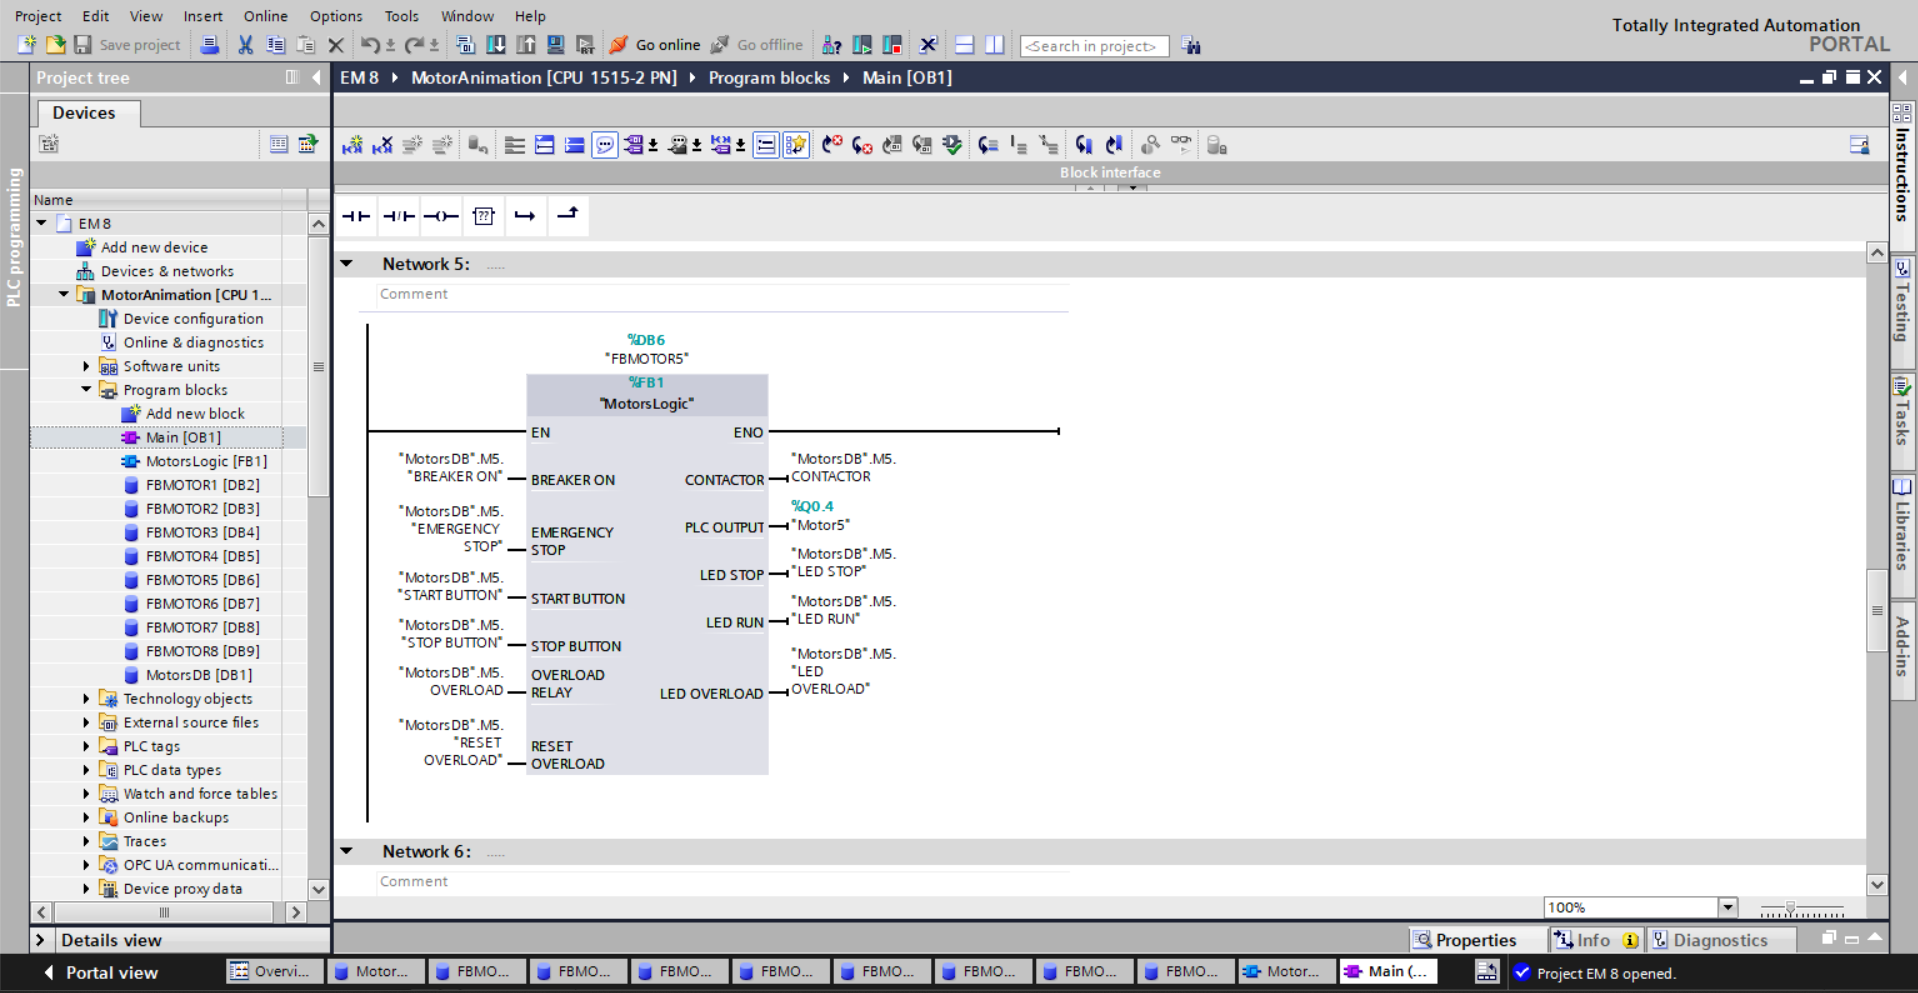 Project Edit View Insert Online Options Tools Window Help
Totally Integrated Automation
PORTAL
Save project
Go online
Go offline
<Search in project>
Project tree
EM 8 MotorAnimation [CPU 1515-2 PN] Program blocks Main [OB1]
Devices
PLC programming
Block interface
Name
EM 8
Add new device
Devices & networks
MotorAnimation [CPU 1...
Device configuration
Online & diagnostics
Software units
Program blocks
Add new block
Main [OB1]
MotorsLogic [FB1]
FBMOTOR1 [DB2]
FBMOTOR2 [DB3]
FBMOTOR3 [DB4]
FBMOTOR4 [DB5]
FBMOTOR5 [DB6]
FBMOTOR6 [DB7]
FBMOTOR7 [DB8]
FBMOTOR8 [DB9]
MotorsDB [DB1]
Technology objects
External source files
PLC tags
PLC data types
Watch and force tables
Online backups
Traces
OPC UA communicati...
Device proxy data
Details view
??
Network 5: .....
Comment
%DB6
"FBMOTOR5"
%FB1
"MotorsLogic"
EN
ENO
"MotorsDB".M5.
"BREAKER ON"
BREAKER ON
"MotorsDB".M5.
"EMERGENCY
STOP"
EMERGENCY
STOP
"MotorsDB".M5.
"START BUTTON"
START BUTTON
"MotorsDB".M5.
"STOP BUTTON"
STOP BUTTON
"MotorsDB".M5.
OVERLOAD
OVERLOAD
RELAY
"MotorsDB".M5.
"RESET
OVERLOAD"
RESET
OVERLOAD
CONTACTOR
"MotorsDB".M5.
CONTACTOR
PLC OUTPUT
%Q0.4
"Motor5"
LED STOP
"MotorsDB".M5.
"LED STOP"
LED RUN
"MotorsDB".M5.
"LED RUN"
LED OVERLOAD
"MotorsDB".M5.
"LED
OVERLOAD"
Network 6: .....
Comment
100%
Instructions
Testing
Tasks
Libraries
Add-ins
Properties
Info
Diagnostics
Portal view
Overvi...
Motor...
FBMO...
FBMO...
FBMO...
FBMO...
FBMO...
FBMO...
FBMO...
FBMO...
Motor...
Main (...
Project EM 8 opened.